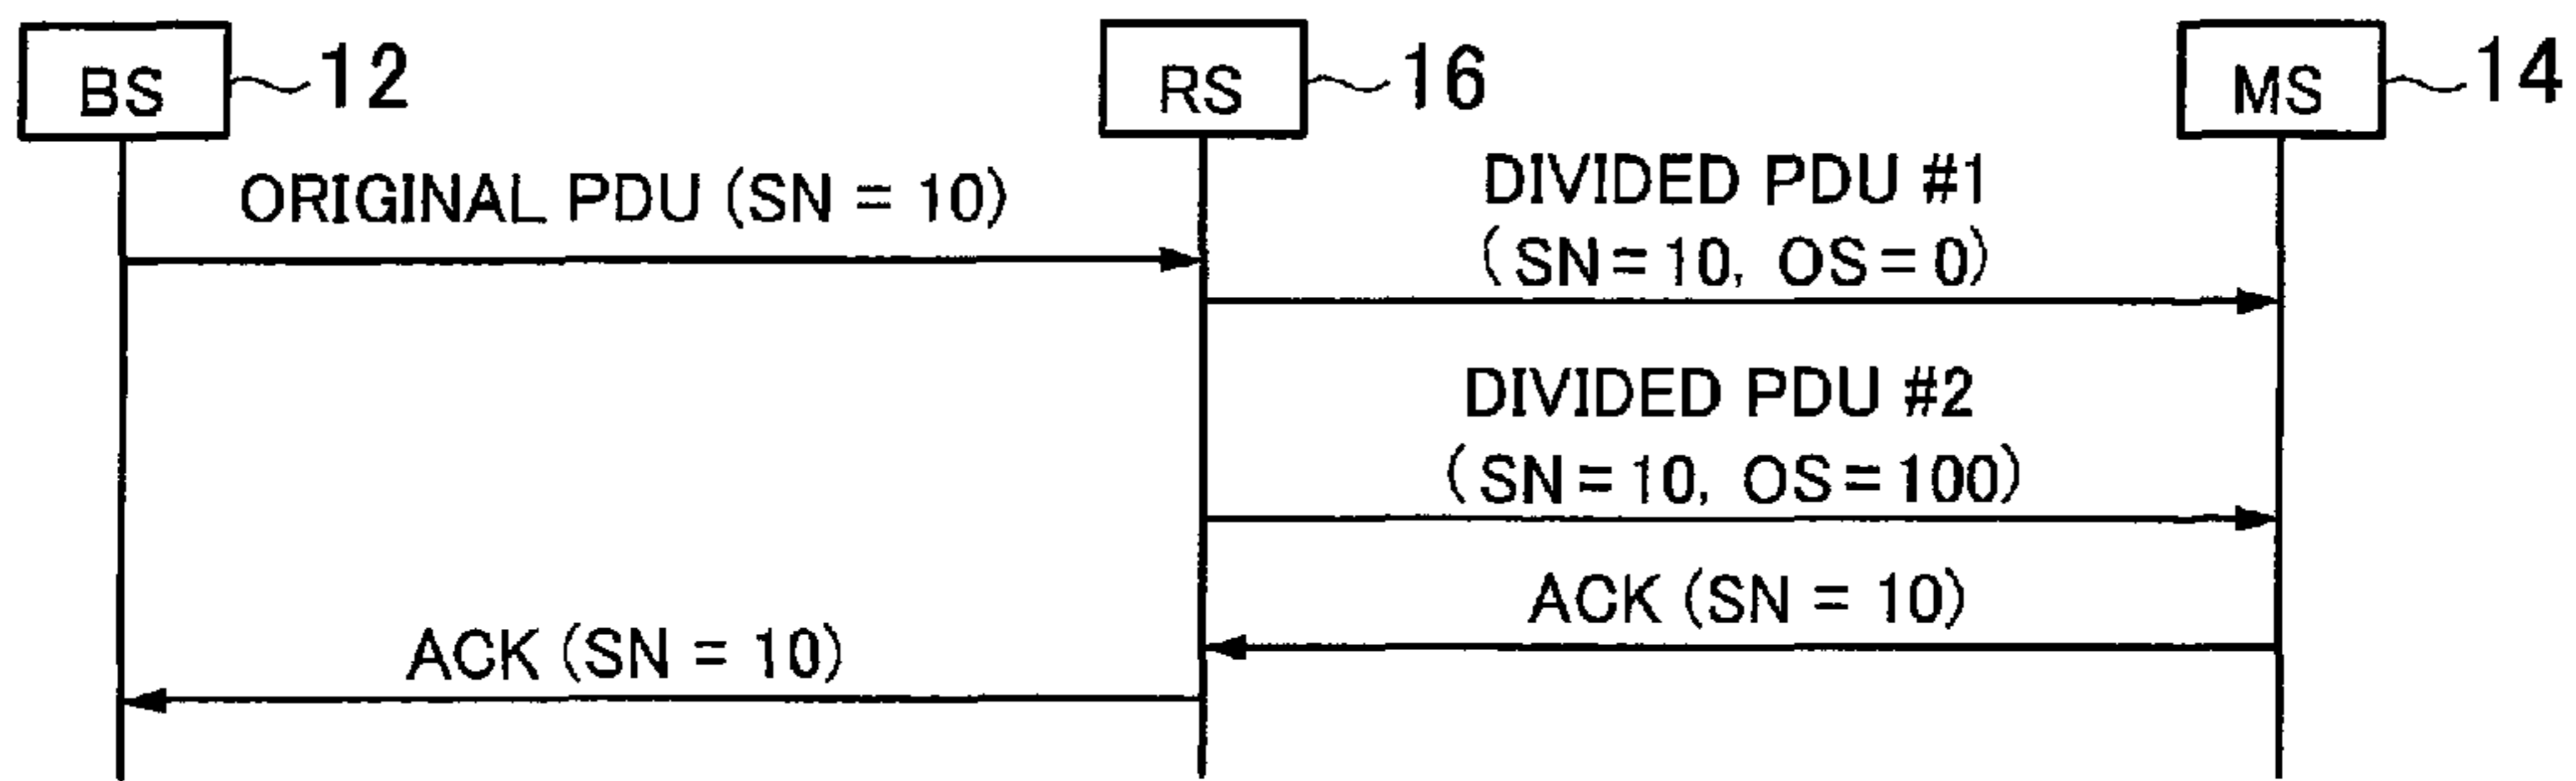 BS 12
RS 16
MS 14
ORIGINAL PDU (SN = 10)
DIVIDED PDU #1
(SN=10, OS=0)
DIVIDED PDU #2
(SN=10, OS=100)
ACK (SN = 10)
ACK (SN = 10)